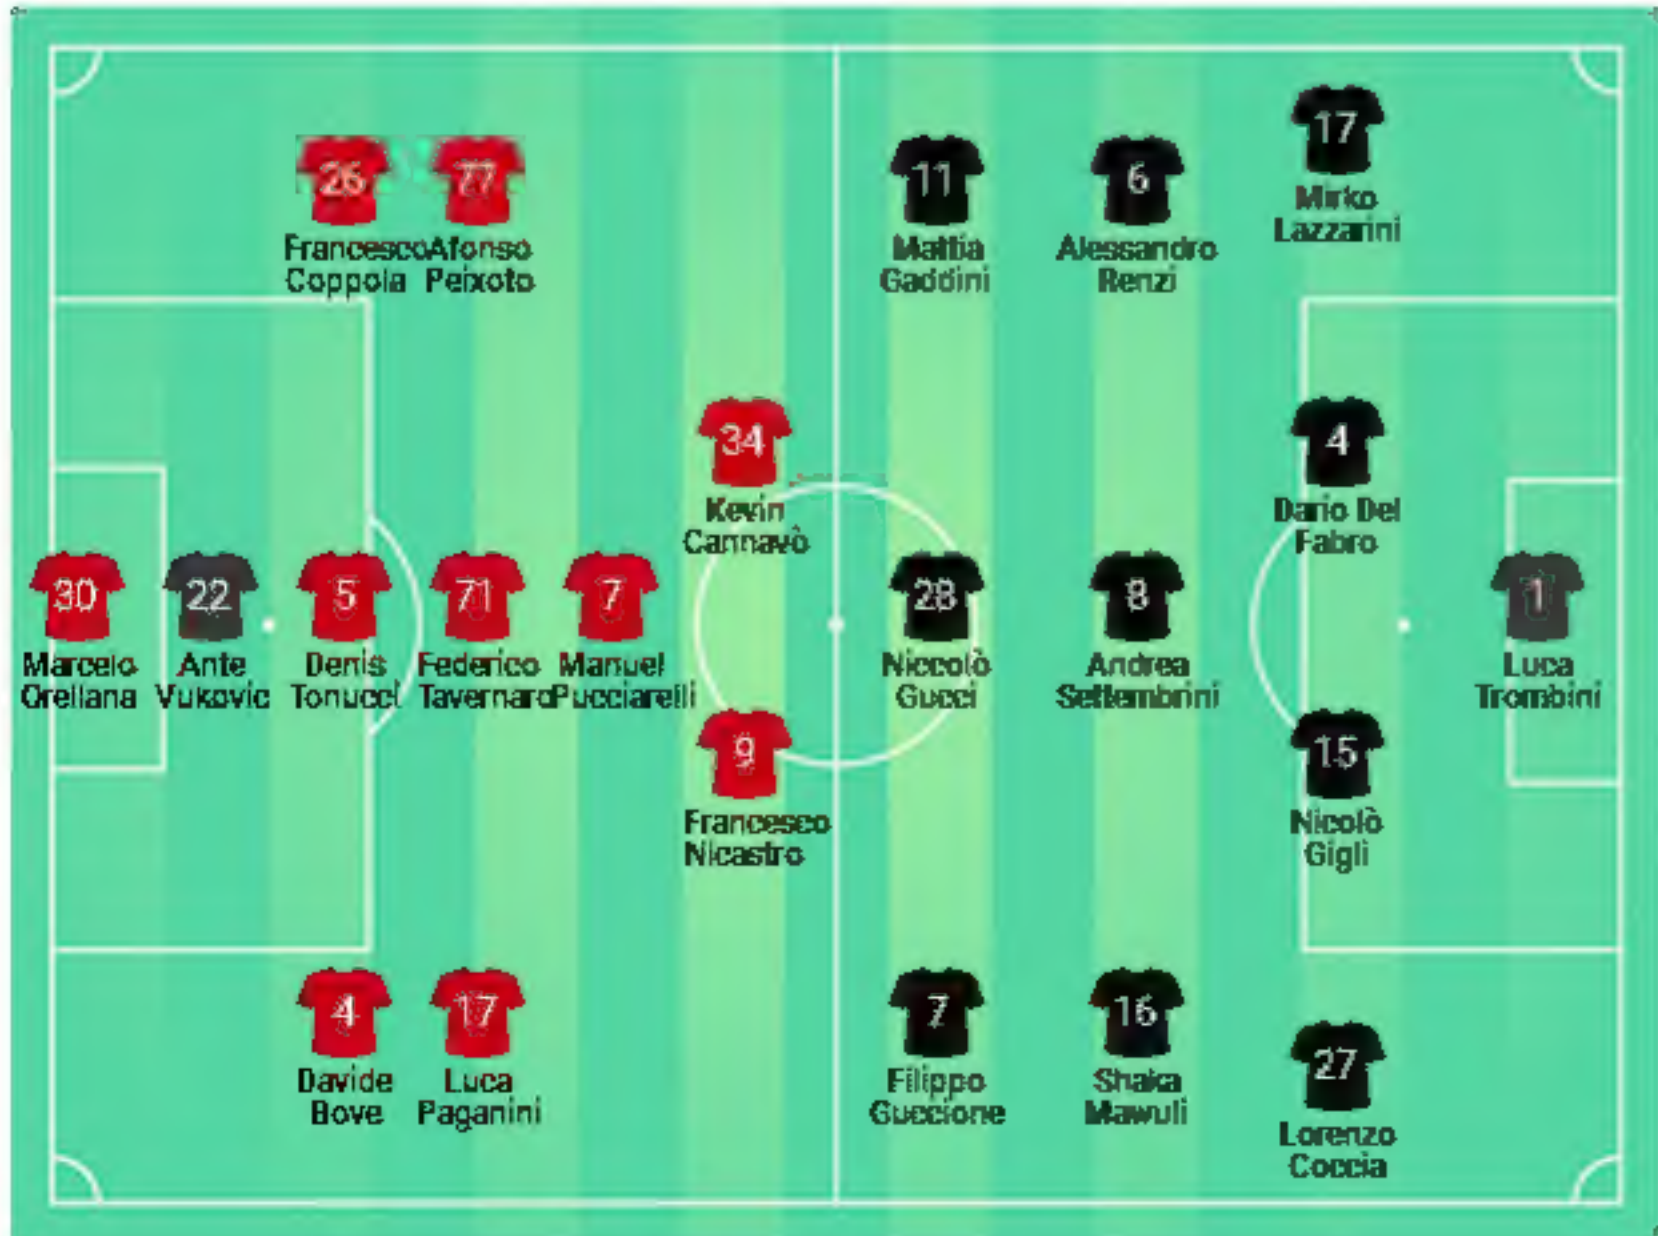 17
Mirko
Lazzarini
26
Francesco
Coppola
27
Afonso
Peixoto
11
Mattia
Gaddini
6
Alessandro
Renzi
34
Kevin
Cannavò
4
Dario Del
Fabro
30
Marcelo
Orellana
22
Ante
Vukovic
5
Denis
Tonucci
71
Federico
Tavernaro
7
Manuel
Pucciarelli
28
Niccolò
Gucci
8
Andrea
Settembrini
1
Luca
Trombini
9
Francesco
Nicastro
15
Nicolò
Gigli
4
Davide
Bove
17
Luca
Paganini
7
Filippo
Guccione
16
Shaka
Mawuli
27
Lorenzo
Coccia